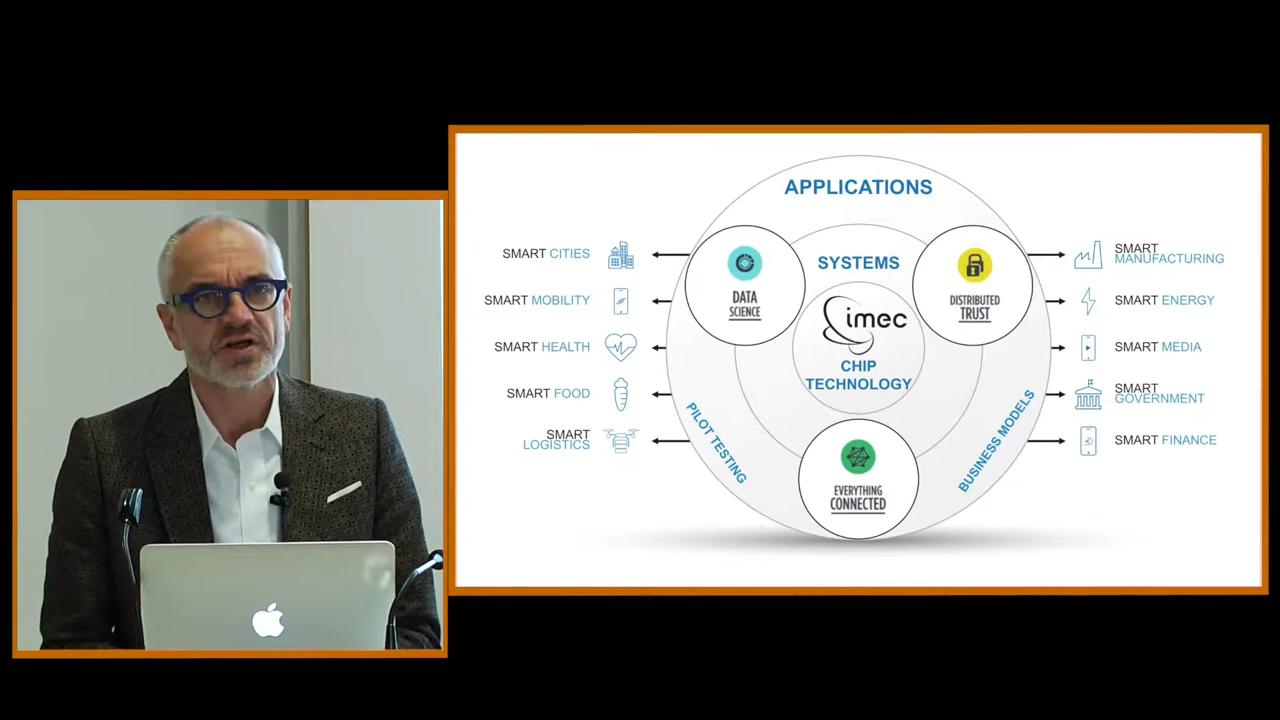 APPLICATIONS
SMART CITIES
SMART MOBILITY
SMART HEALTH
SMART FOOD
SMART
LOGISTICS
DATA
SCIENCE
SYSTEMS
imec
CHIP
TECHNOLOGY
DISTRIBUTED
TRUST
PILOT TESTING
BUSINESS MODELS
EVERYTHING
CONNECTED
SMART
MANUFACTURING
SMART ENERGY
SMART MEDIA
SMART
GOVERNMENT
SMART FINANCE